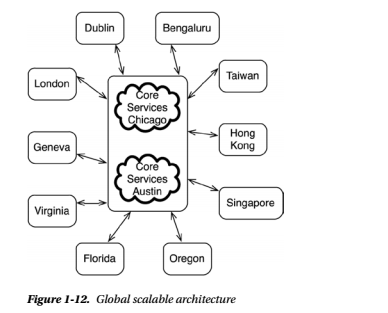 Dublin
Bengaluru
London
Taiwan
Core
Services
Chicago
Geneva
Hong
Kong
Core
Services
Austin
Virginia
Singapore
Florida
Oregon
Figure 1-12. Global scalable architecture